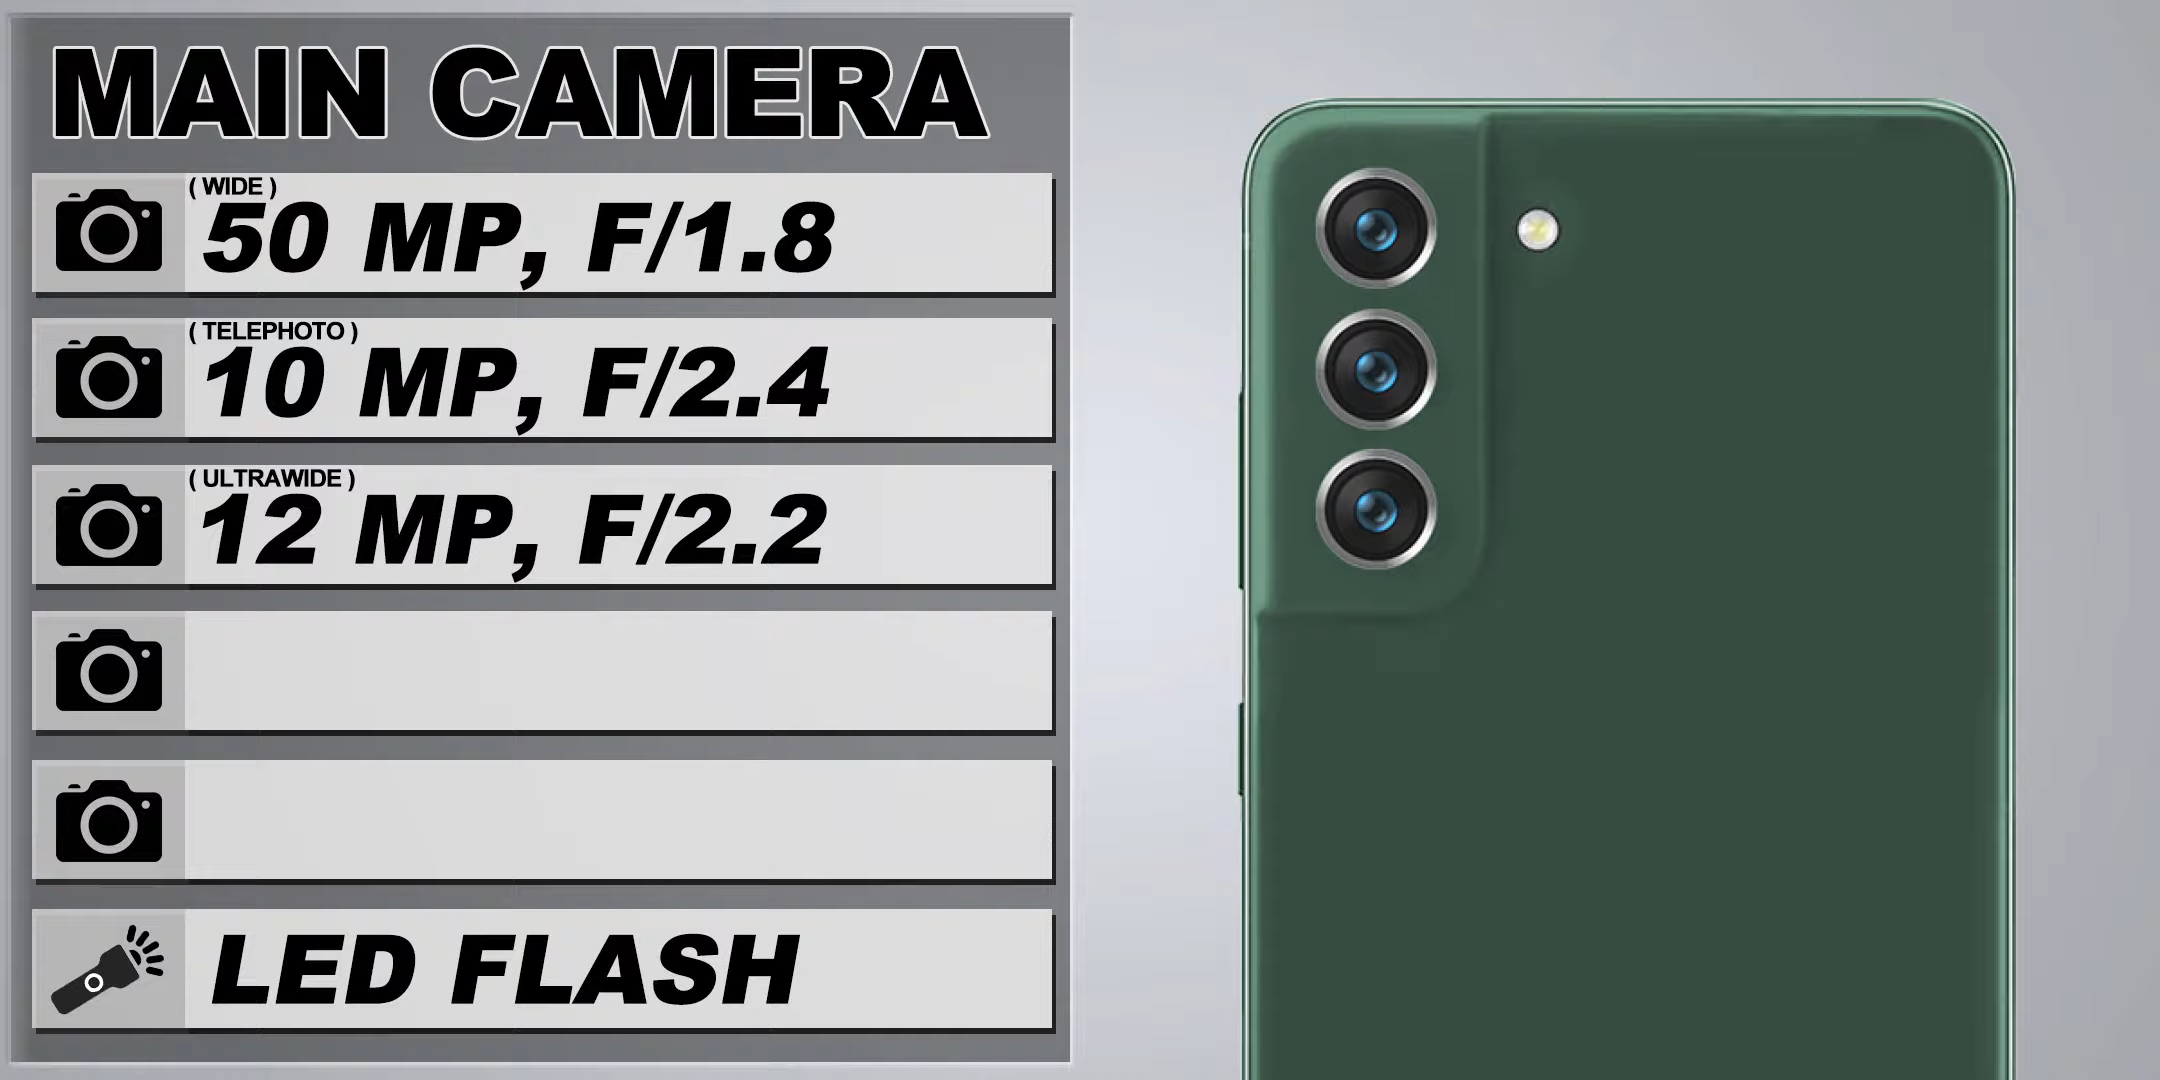 MAIN CAMERA
( WIDE )
50 MP, F/1.8
( TELEPHOTO )
10 MP, F/2.4
( ULTRAWIDE )
12 MP, F/2.2
LED FLASH